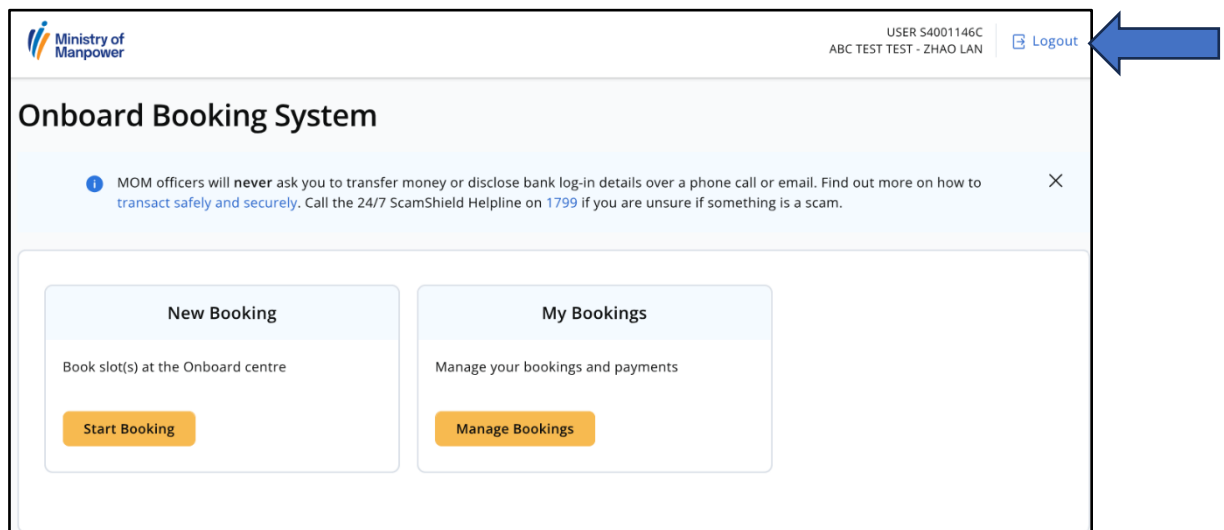 Ministry of
Manpower
USER S4001146C
ABC TEST TEST - ZHAO LAN
Logout
Onboard Booking System
MOM officers will never ask you to transfer money or disclose bank log-in details over a phone call or email. Find out more on how to
transact safely and securely. Call the 24/7 ScamShield Helpline on 1799 if you are unsure if something is a scam.
New Booking
Book slot(s) at the Onboard centre
Start Booking
My Bookings
Manage your bookings and payments
Manage Bookings